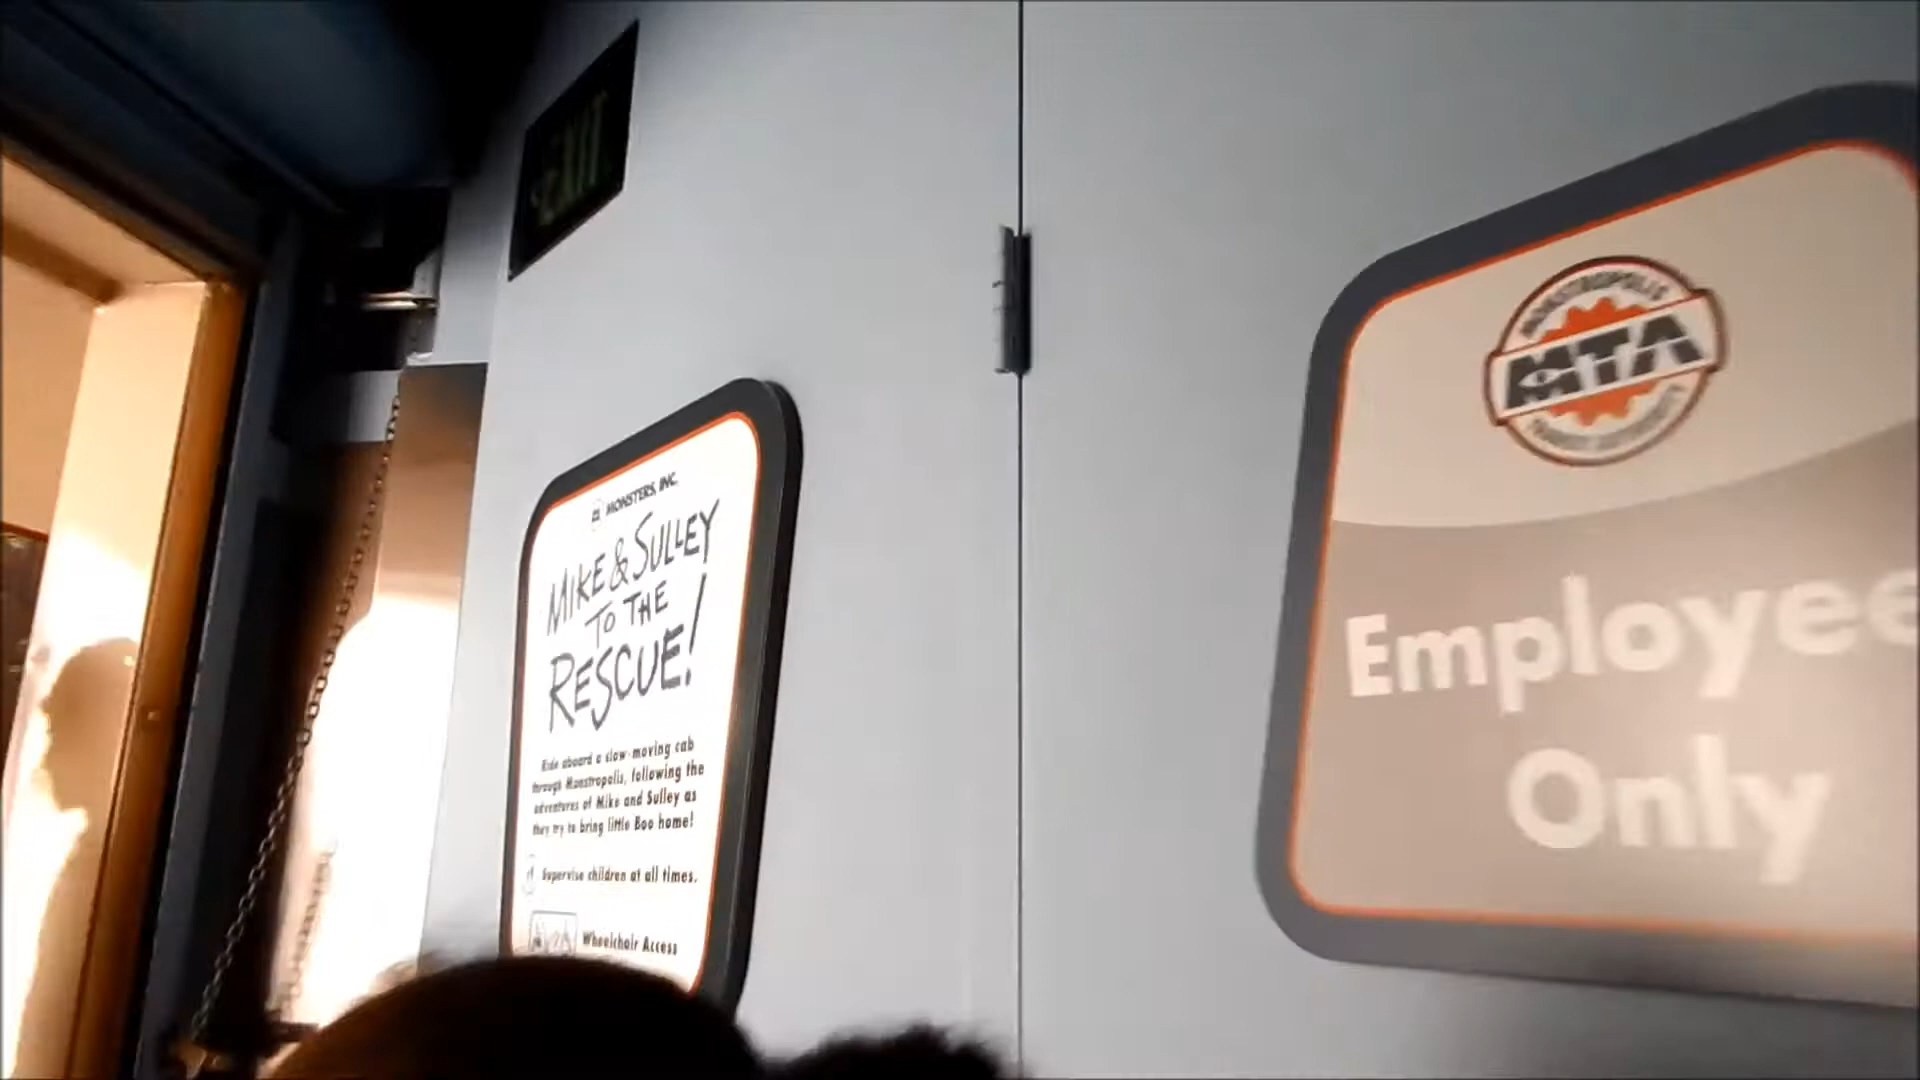 EXIT
MONSTERS, INC.
MIKE & SULLEY
TO THE
RESCUE!
Ride aboard a slow-moving cab
through Monstropolis, following the
adventures of Mike and Sulley as
they try to bring little Boo home!
Supervise children at all times.
Wheelchair Access
MONSTROPOLIS
MTA
TRANSIT AUTHORITY
Employee
Only